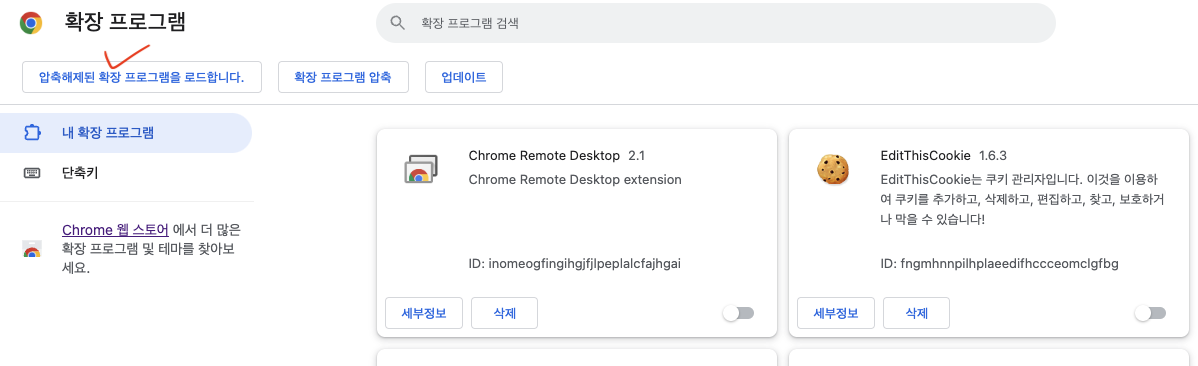 확장 프로그램
확장 프로그램 검색
압축해제된 확장 프로그램을 로드합니다.
확장 프로그램 압축
업데이트
내 확장 프로그램
단축키
Chrome 웹 스토어 에서 더 많은
확장 프로그램 및 테마를 찾아보
세요.
Chrome Remote Desktop 2.1
Chrome Remote Desktop extension
ID: inomeogfingihgjfjlpeplalcfajhgai
세부정보
삭제
EditThisCookie 1.6.3
EditThisCookie는 쿠키 관리자입니다. 이것을 이용하
여 쿠키를 추가하고, 삭제하고, 편집하고, 찾고, 보호하거
나 막을 수 있습니다!
ID: fngmhnnpilhplaeedifhccceomclgfbg
세부정보
삭제